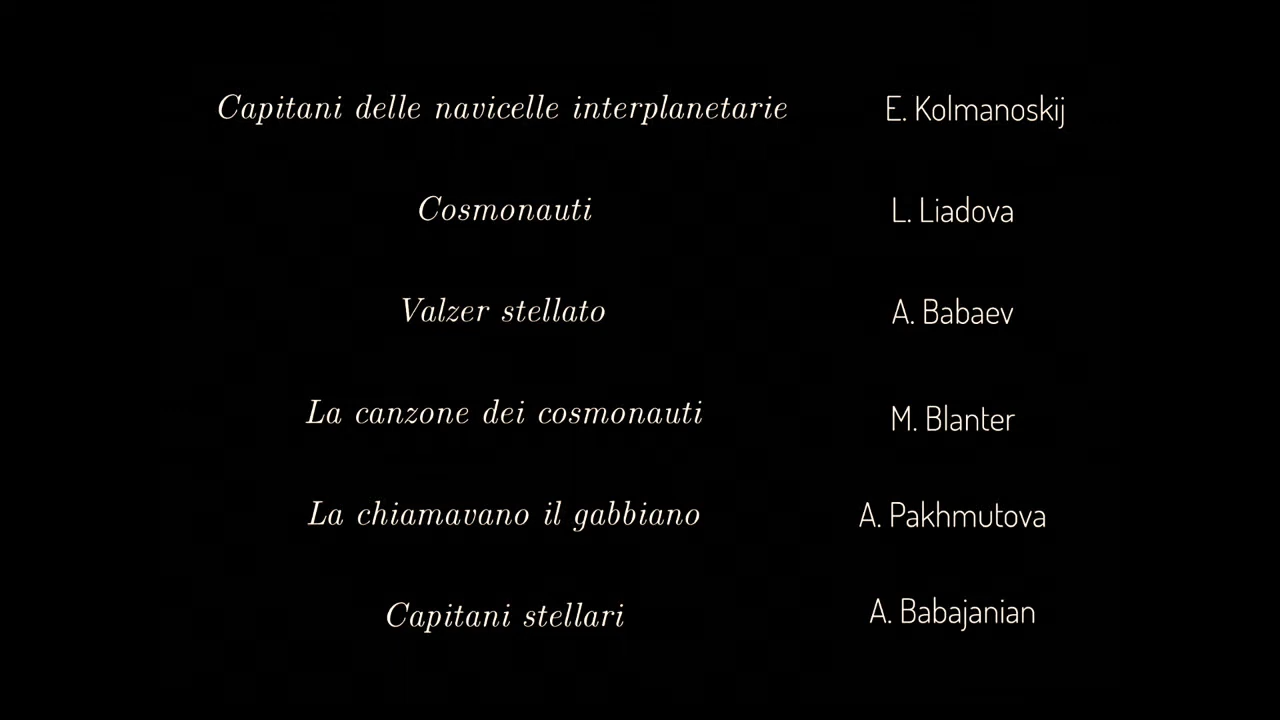 Capitani delle navicelle interplanetarie E. Kolmanoskij
Cosmonauti L. Liadova
Valzer stellato A. Babaev
La canzone dei cosmonauti M. Blanter
La chiamavano il gabbiano A. Pakhmutova
Capitani stellari A. Babajanian